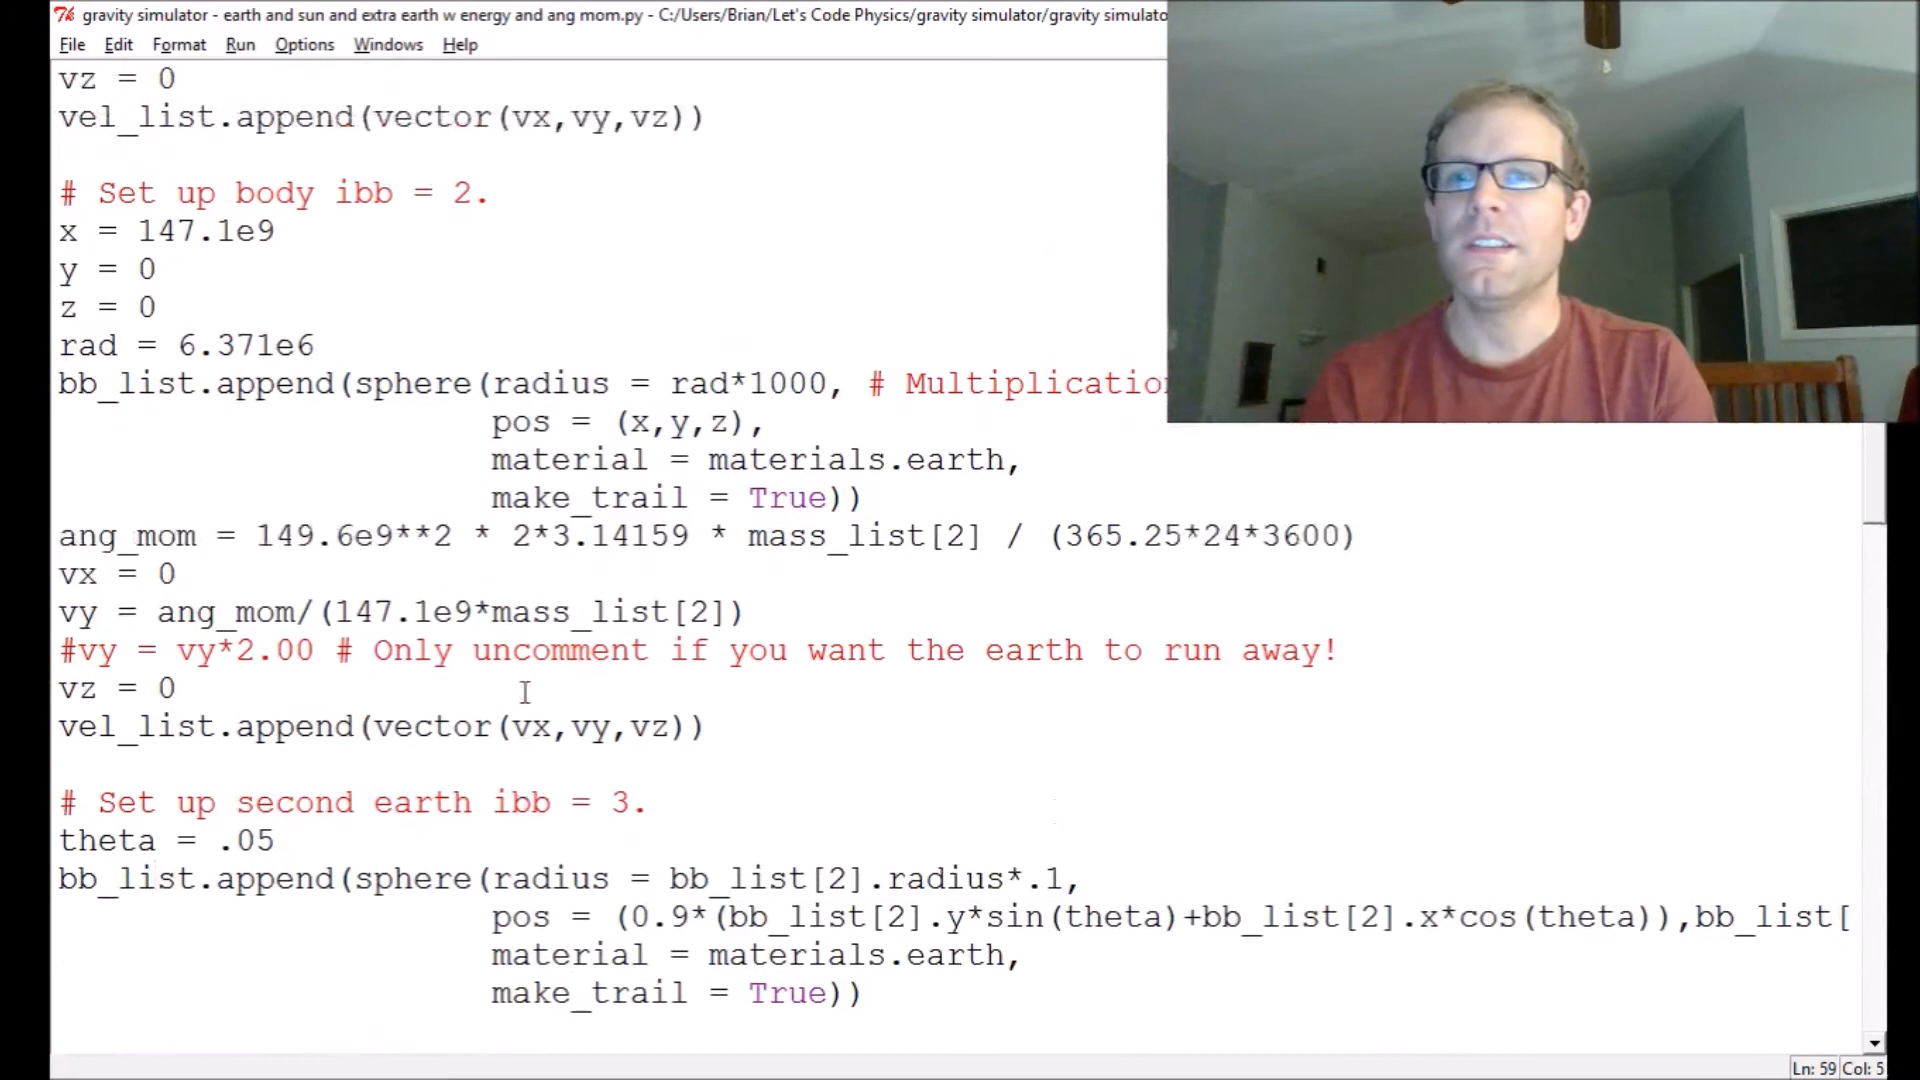 gravity simulator - earth and sun and extra earth w energy and ang mom.py - C:/Users/Brian/Let's Code Physics/gravity simulator/gravity simulato
File Edit Format Run Options Windows Help
vz = 0
vel_list.append(vector(vx,vy,vz))
# Set up body ibb = 2.
x = 147.1e9
y = 0
z = 0
rad = 6.371e6
bb_list.append(sphere(radius = rad*1000, # Multiplication
pos = (x,y,z),
material = materials.earth,
make_trail = True))
ang_mom = 149.6e9**2 * 2*3.14159 * mass_list[2] / (365.25*24*3600)
vx = 0
vy = ang_mom/(147.1e9*mass_list[2])
#vy = vy*2.00 # Only uncomment if you want the earth to run away!
vz = 0
vel_list.append(vector(vx,vy,vz))
# Set up second earth ibb = 3.
theta = .05
bb_list.append(sphere(radius = bb_list[2].radius*.1,
pos = (0.9*(bb_list[2].y*sin(theta)+bb_list[2].x*cos(theta)),bb_list[
material = materials.earth,
make_trail = True))
Ln: 59 Col: 5